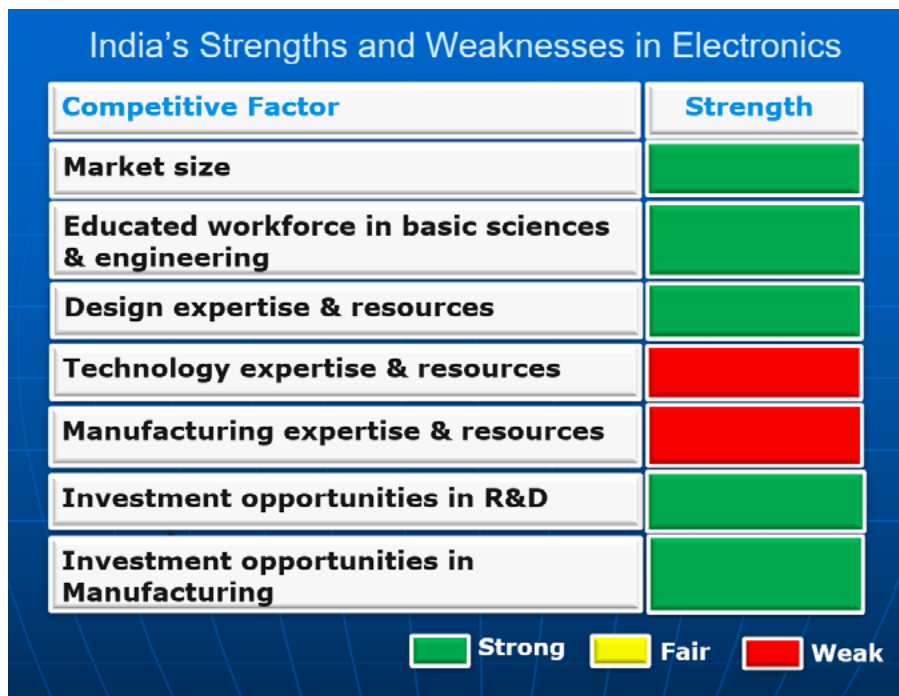 India’s Strengths and Weaknesses in Electronics
Competitive Factor
Strength
Market size
Educated workforce in basic sciences
& engineering
Design expertise & resources
Technology expertise & resources
Manufacturing expertise & resources
Investment opportunities in R&D
Investment opportunities in
Manufacturing
Strong
Fair
Weak